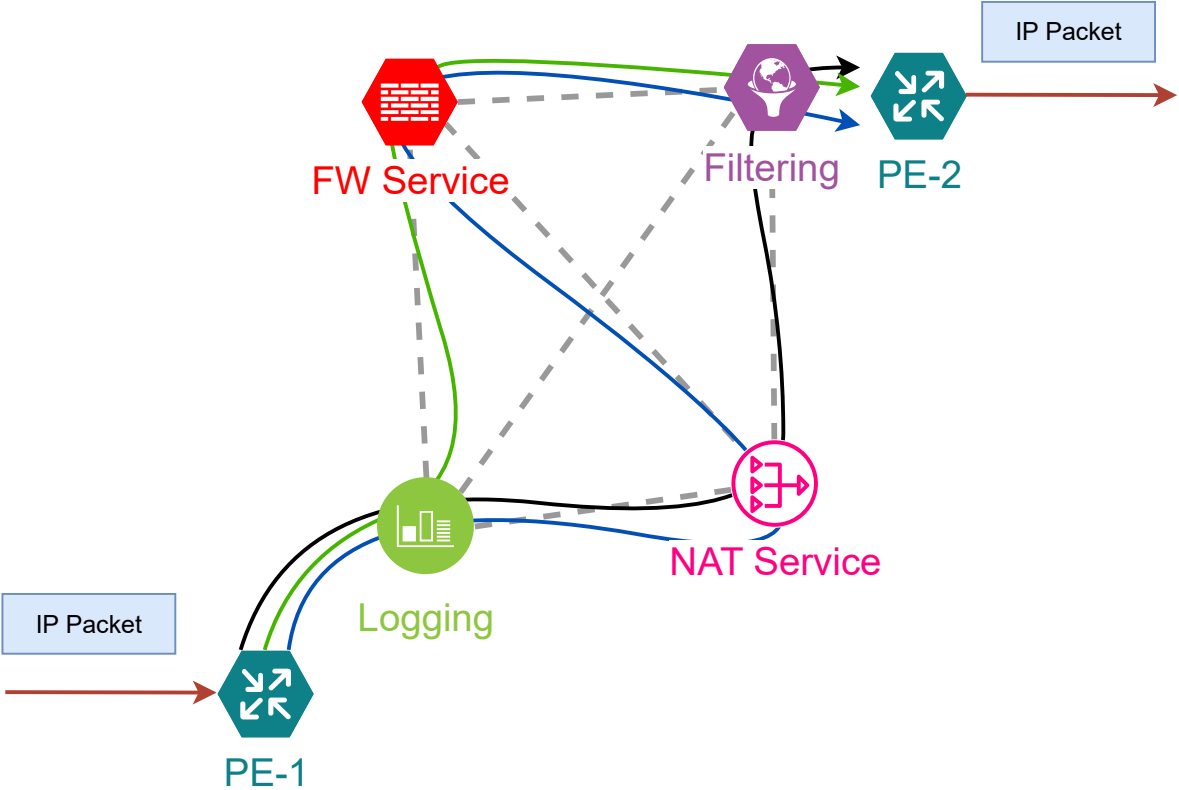 IP Packet
FW Service
Filtering
PE-2
NAT Service
Logging
IP Packet
PE-1